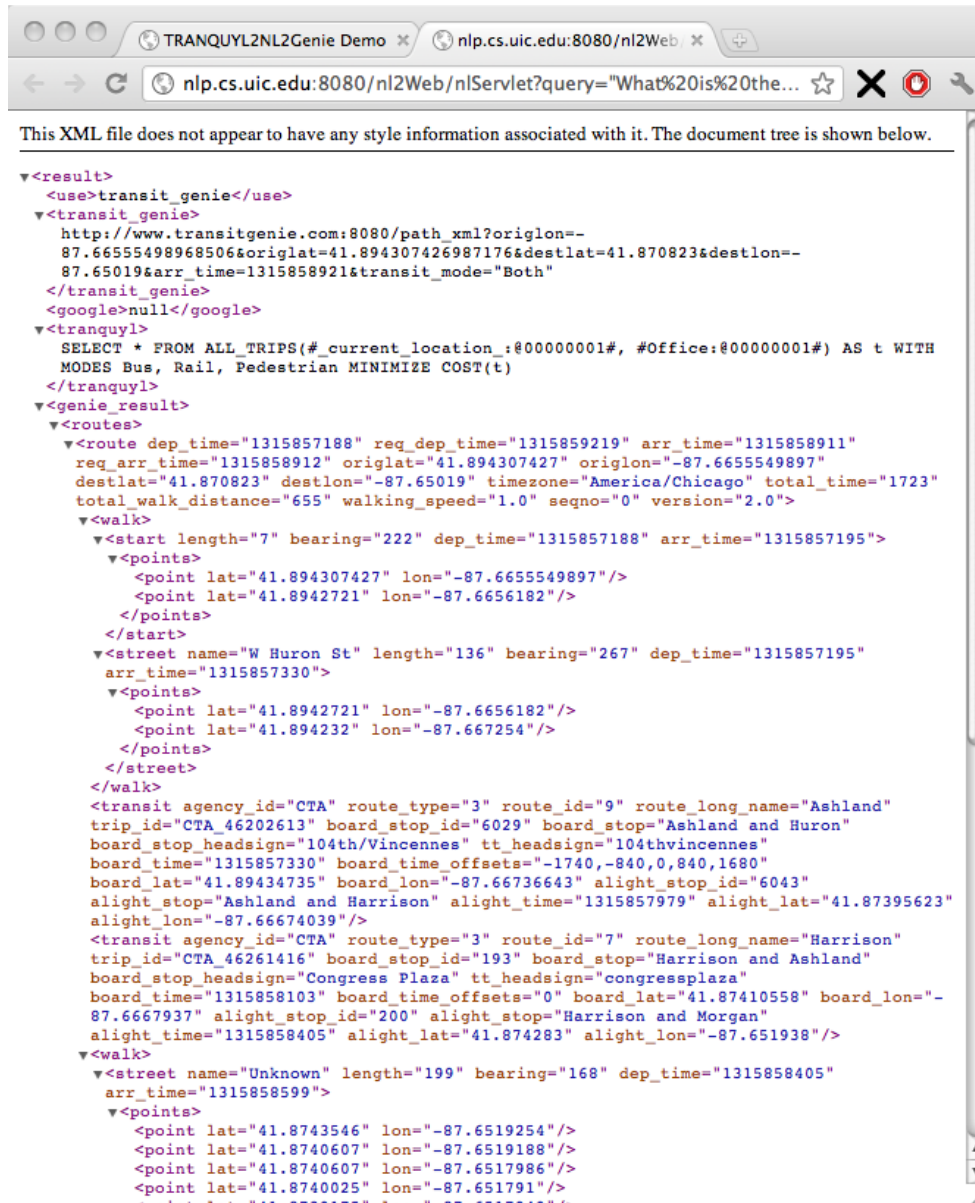 TRANQUYL2NL2Genie Demo × nlp.cs.uic.edu:8080/nl2Web/ ×
nlp.cs.uic.edu:8080/nl2Web/nlServlet?query="What%20is%20the...
This XML file does not appear to have any style information associated with it. The document tree is shown below.
▼<result>
<use>transit_genie</use>
▼<transit_genie>
http://www.transitgenie.com:8080/path_xml?origlon=-
87.66555498968506&origlat=41.894307426987176&destlat=41.870823&destlon=-
87.65019&arr_time=1315858921&transit_mode="Both"
</transit_genie>
<google>null</google>
▼<tranquyl>
SELECT * FROM ALL_TRIPS(#_current_location_:@00000001#, #Office:@00000001#) AS t WITH
MODES Bus, Rail, Pedestrian MINIMIZE COST(t)
</tranquyl>
▼<genie_result>
▼<routes>
▼<route dep_time="1315857188" req_dep_time="1315859219" arr_time="1315858911"
req_arr_time="1315858912" origlat="41.894307427" origlon="-87.6655549897"
destlat="41.870823" destlon="-87.65019" timezone="America/Chicago" total_time="1723"
total_walk_distance="655" walking_speed="1.0" seqno="0" version="2.0">
▼<walk>
▼<start length="7" bearing="222" dep_time="1315857188" arr_time="1315857195">
▼<points>
<point lat="41.894307427" lon="-87.6655549897"/>
<point lat="41.8942721" lon="-87.6656182"/>
</points>
</start>
▼<street name="W Huron St" length="136" bearing="267" dep_time="1315857195"
arr_time="1315857330">
▼<points>
<point lat="41.8942721" lon="-87.6656182"/>
<point lat="41.894232" lon="-87.667254"/>
</points>
</street>
</walk>
<transit agency_id="CTA" route_type="3" route_id="9" route_long_name="Ashland"
trip_id="CTA_46202613" board_stop_id="6029" board_stop="Ashland and Huron"
board_stop_headsign="104th/Vincennes" tt_headsign="104thvincennes"
board_time="1315857330" board_time_offsets="-1740,-840,0,840,1680"
board_lat="41.89434735" board_lon="-87.66736643" alight_stop_id="6043"
alight_stop="Ashland and Harrison" alight_time="1315857979" alight_lat="41.87395623"
alight_lon="-87.66674039"/>
<transit agency_id="CTA" route_type="3" route_id="7" route_long_name="Harrison"
trip_id="CTA_46261416" board_stop_id="193" board_stop="Harrison and Ashland"
board_stop_headsign="Congress Plaza" tt_headsign="congressplaza"
board_time="1315858103" board_time_offsets="0" board_lat="41.87410558" board_lon="-
87.6667937" alight_stop_id="200" alight_stop="Harrison and Morgan"
alight_time="1315858405" alight_lat="41.874283" alight_lon="-87.651938"/>
▼<walk>
▼<street name="Unknown" length="199" bearing="168" dep_time="1315858405"
arr_time="1315858599">
▼<points>
<point lat="41.8743546" lon="-87.6519254"/>
<point lat="41.8740607" lon="-87.6519188"/>
<point lat="41.8740607" lon="-87.6517986"/>
<point lat="41.8740025" lon="-87.651791"/>